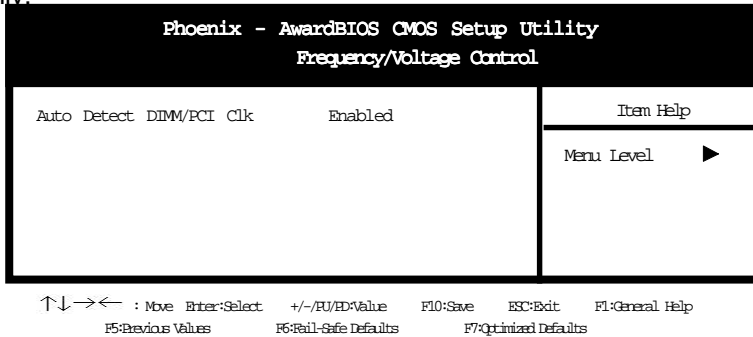 Phoenix - AwardBIOS CMOS Setup Utility
Frequency/Voltage Control
Auto Detect DIMM/PCI Clk Enabled
Item Help
Menu Level ▶
↑↓→← : Move Enter:Select +/-/PU/PD:Value F10:Save ESC:Exit F1:General Help
F5:Previous Values F6:Fail-Safe Defaults F7:Optimized Defaults